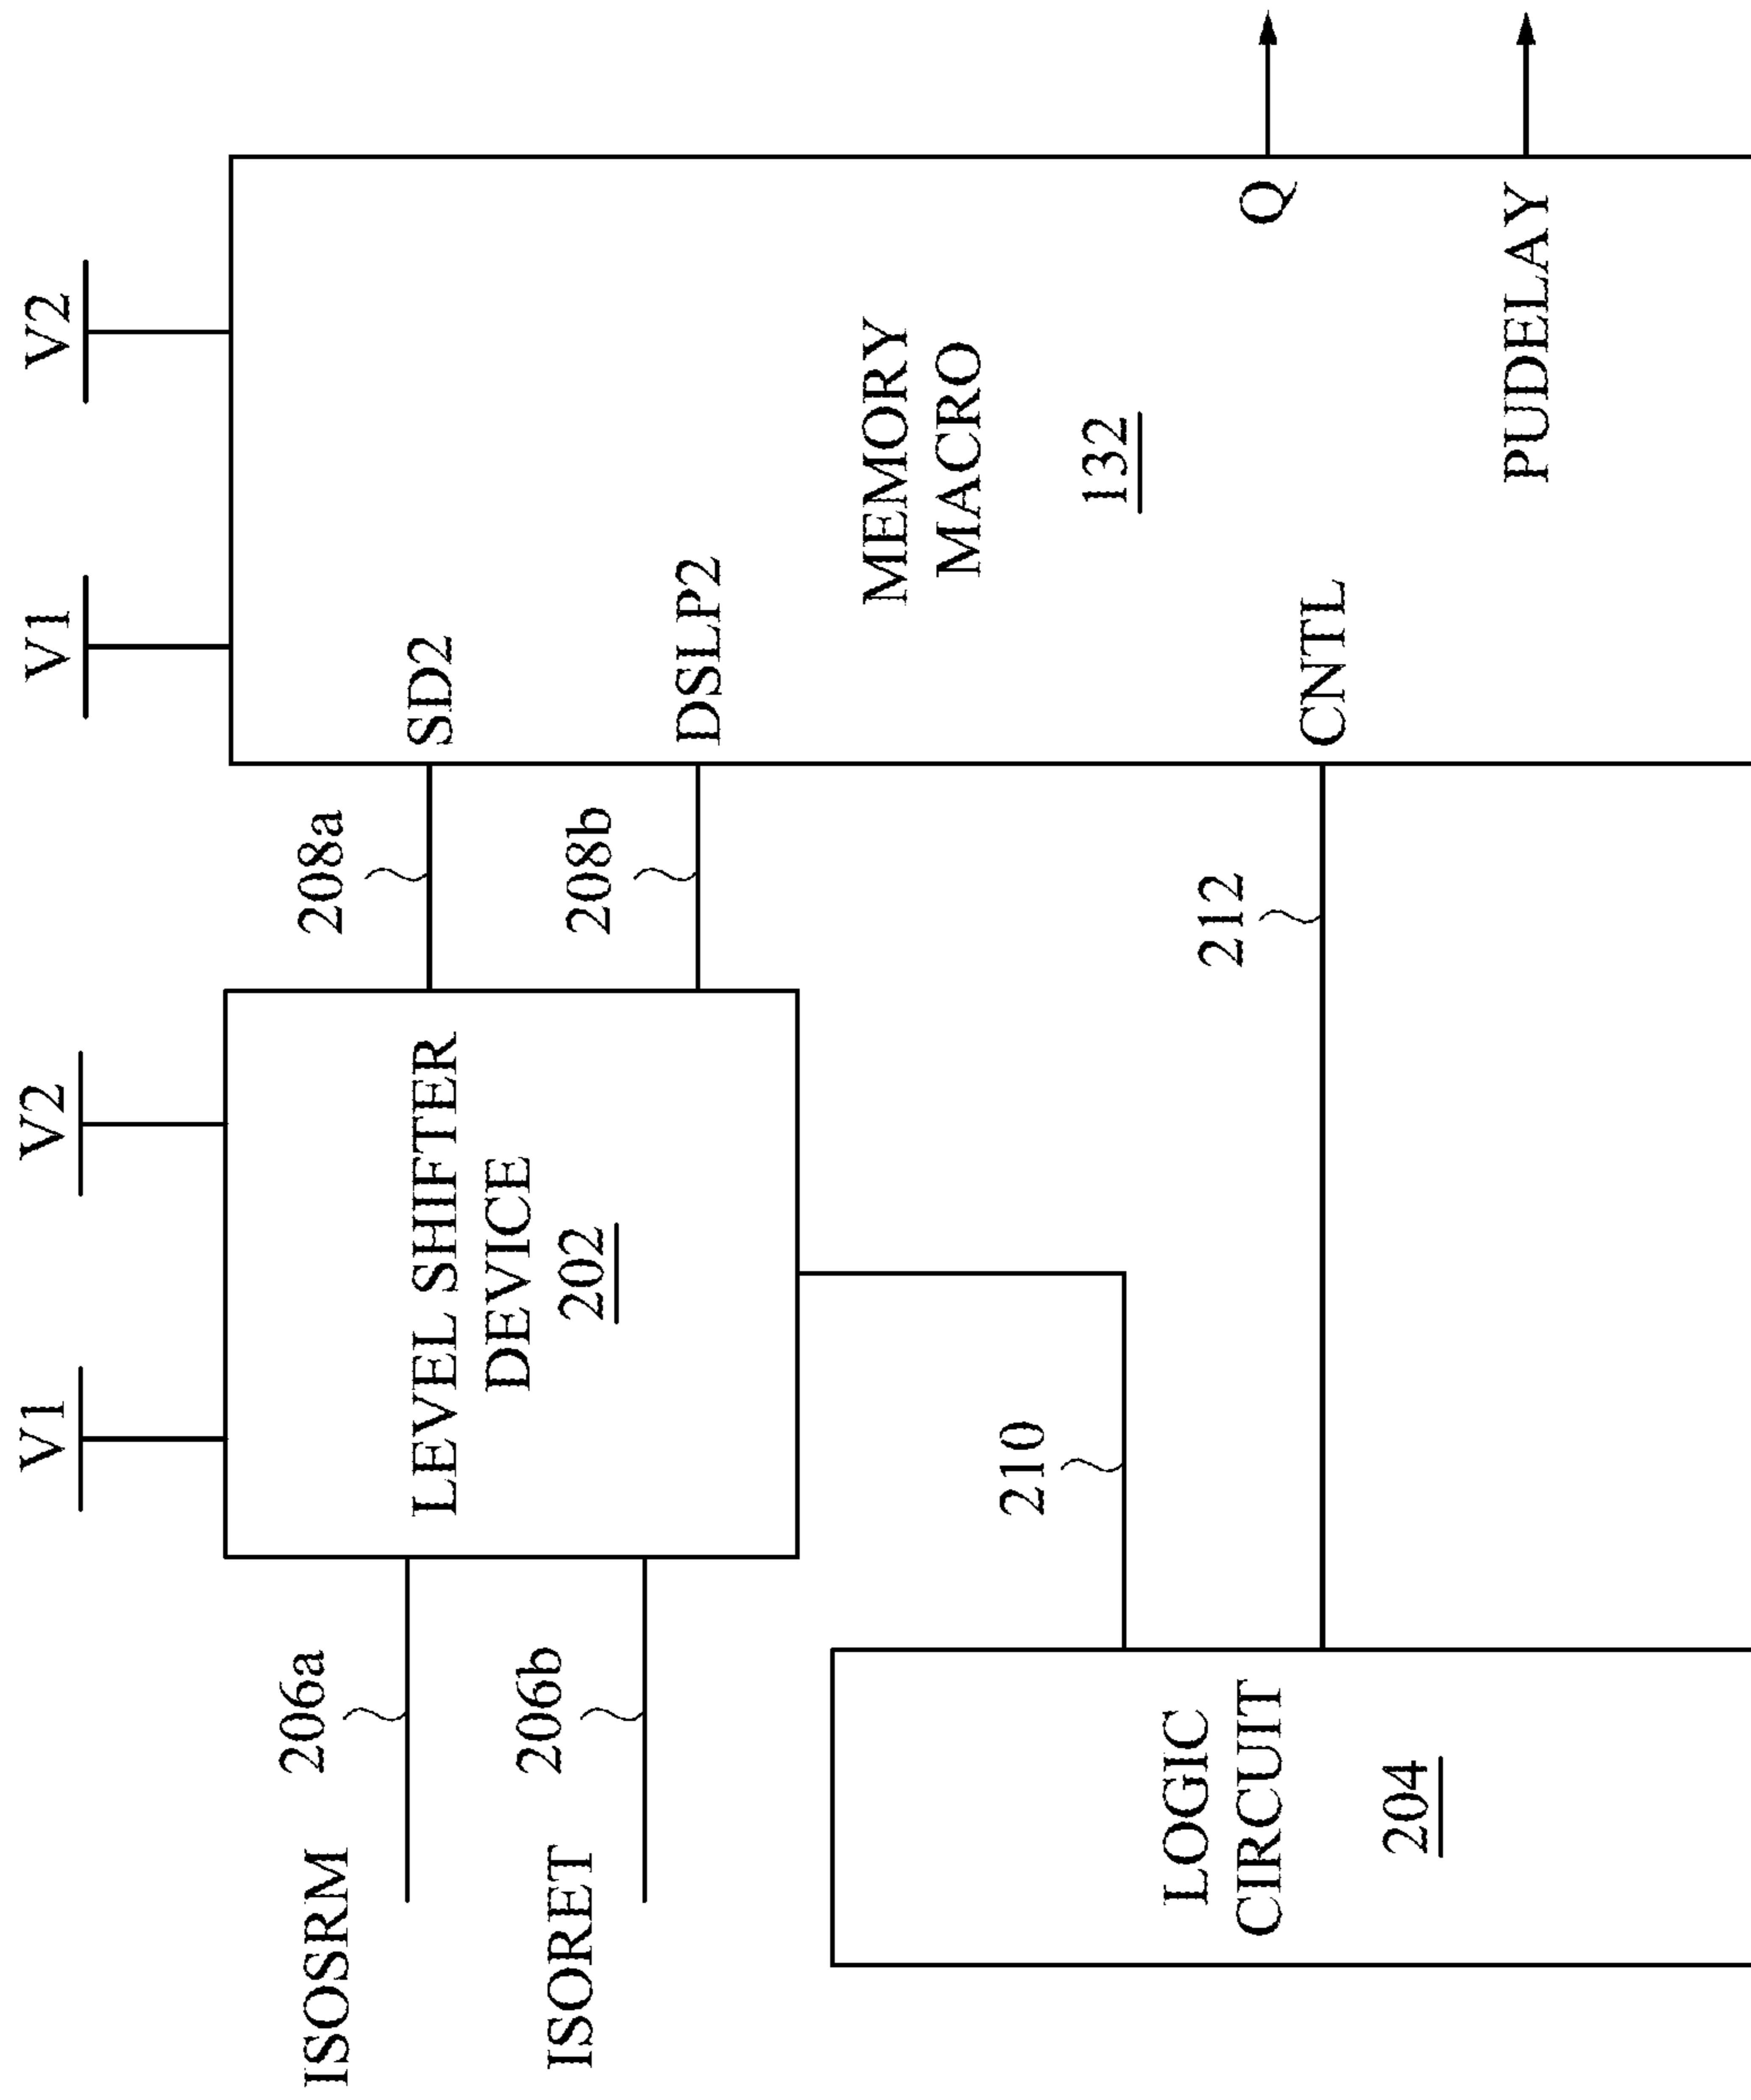 V1
V2
V1
V2
ISOSRM
206a
ISORET
206b
LEVEL SHIFTER
DEVICE
202
208a
SD2
208b
DSLP2
MEMORY
MACRO
132
210
212
CNTL
Q
PUDELAY
LOGIC
CIRCUIT
204